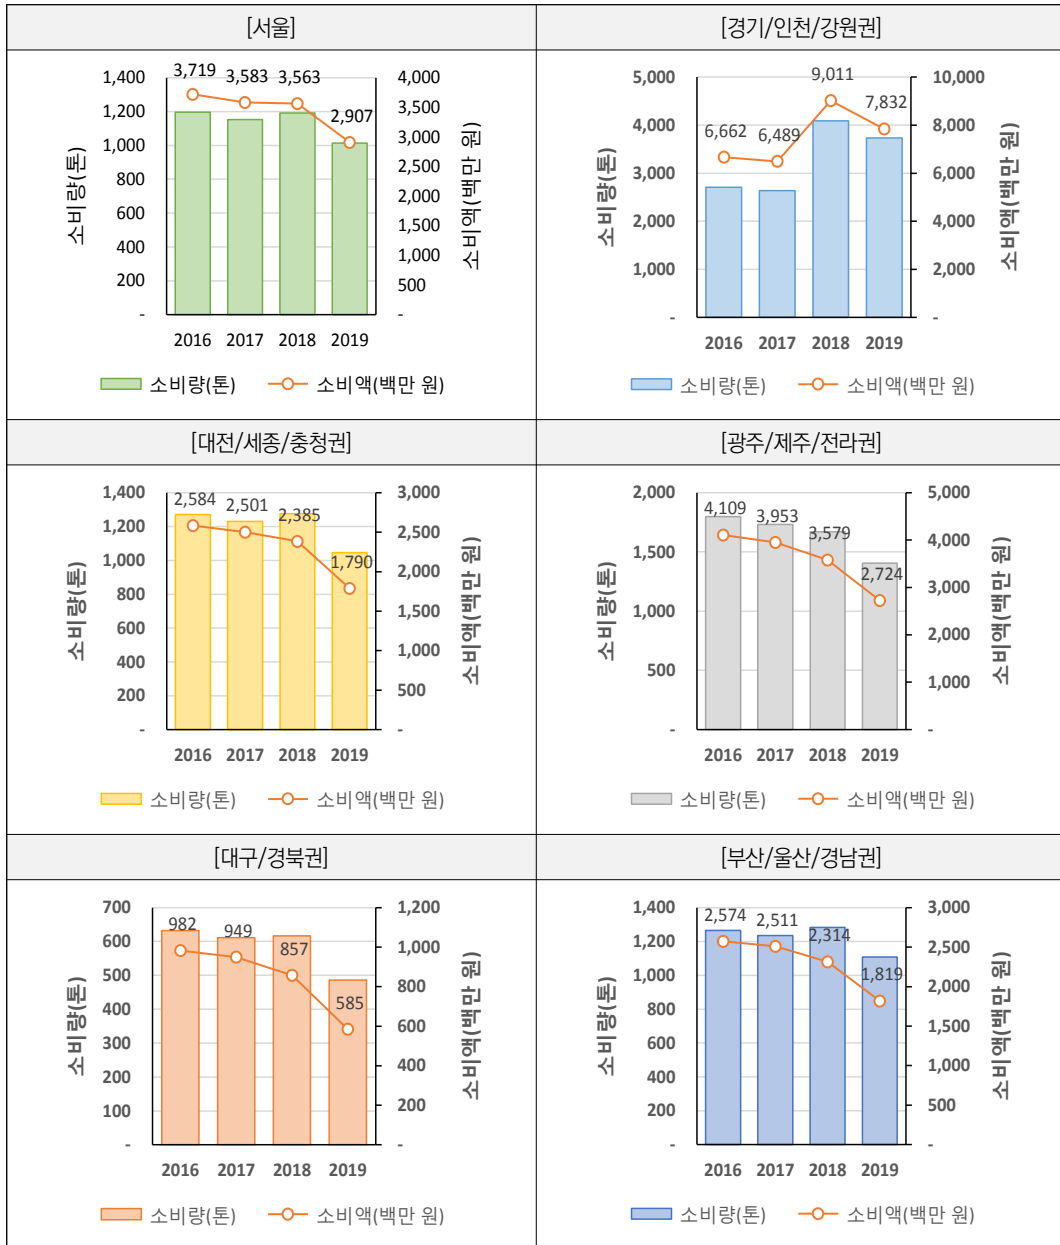 [서울]
3,719 3,583 3,563 2,907
소비량(톤)
1,400
1,200
1,000
800
600
400
200
-
4,000
3,500
3,000
2,500
2,000
1,500
1,000
500
-
소비액(백만 원)
2016 2017 2018 2019
소비량(톤) 소비액(백만 원)
[경기/인천/강원권]
6,662 6,489 9,011 7,832
소비량(톤)
5,000
4,000
3,000
2,000
1,000
-
10,000
8,000
6,000
4,000
2,000
-
소비액(백만 원)
2016 2017 2018 2019
소비량(톤) 소비액(백만 원)
[대전/세종/충청권]
2,584 2,501 2,385 1,790
소비량(톤)
1,400
1,200
1,000
800
600
400
200
-
3,000
2,500
2,000
1,500
1,000
500
-
소비액(백만 원)
2016 2017 2018 2019
소비량(톤) 소비액(백만 원)
[광주/제주/전라권]
4,109 3,953 3,579 2,724
소비량(톤)
2,000
1,500
1,000
500
-
5,000
4,000
3,000
2,000
1,000
-
소비액(백만 원)
2016 2017 2018 2019
소비량(톤) 소비액(백만 원)
[대구/경북권]
982 949 857 585
소비량(톤)
700
600
500
400
300
200
100
-
1,200
1,000
800
600
400
200
-
소비액(백만 원)
2016 2017 2018 2019
소비량(톤) 소비액(백만 원)
[부산/울산/경남권]
2,574 2,511 2,314 1,819
소비량(톤)
1,400
1,200
1,000
800
600
400
200
-
3,000
2,500
2,000
1,500
1,000
500
-
소비액(백만 원)
2016 2017 2018 2019
소비량(톤) 소비액(백만 원)